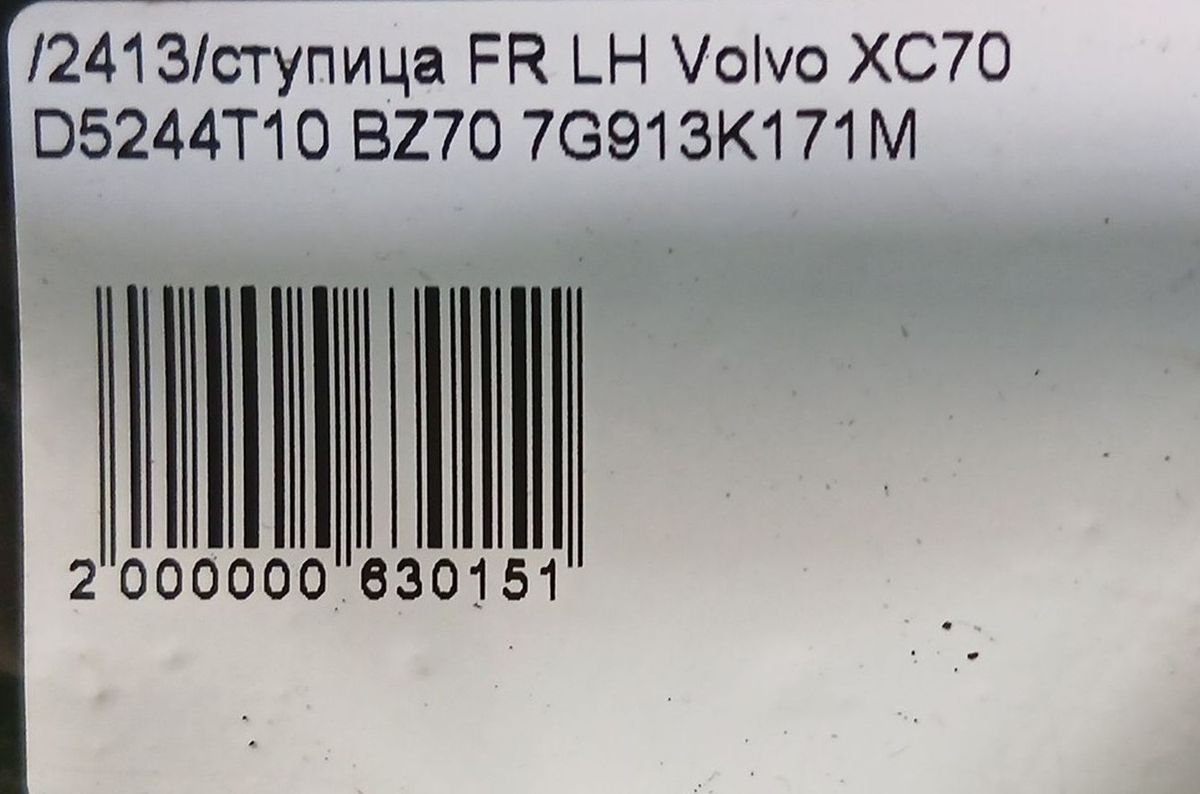 /2413/ступица FR LH Volvo XC70
D5244T10 BZ70 7G913K171M
2 000000 630151